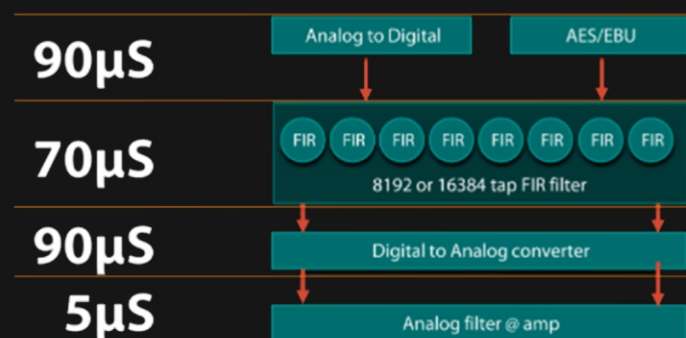 90µS
Analog to Digital
AES/EBU
70µS
FIR FIR FIR FIR FIR FIR FIR FIR
8192 or 16384 tap FIR filter
90µS
Digital to Analog converter
5µS
Analog filter @ amp